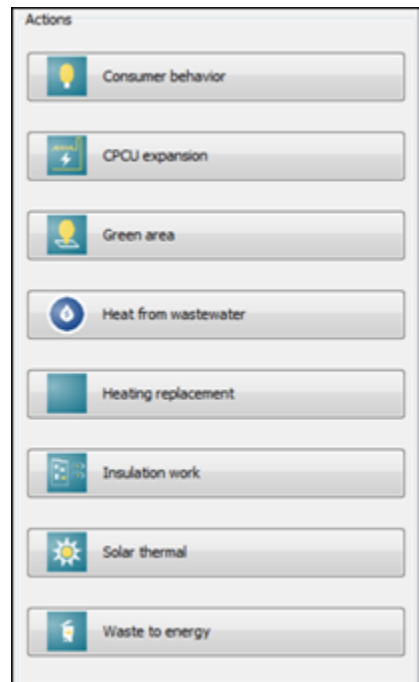 Actions
Consumer behavior
CPCU expansion
Green area
Heat from wastewater
Heating replacement
Insulation work
Solar thermal
Waste to energy